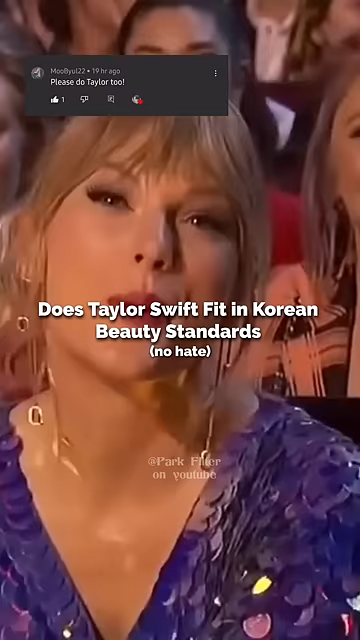 MooByul22 • 19 hr ago
Please do Taylor too!
1
Does Taylor Swift Fit in Korean
Beauty Standards
(no hate)
@Park Filter
on youtube